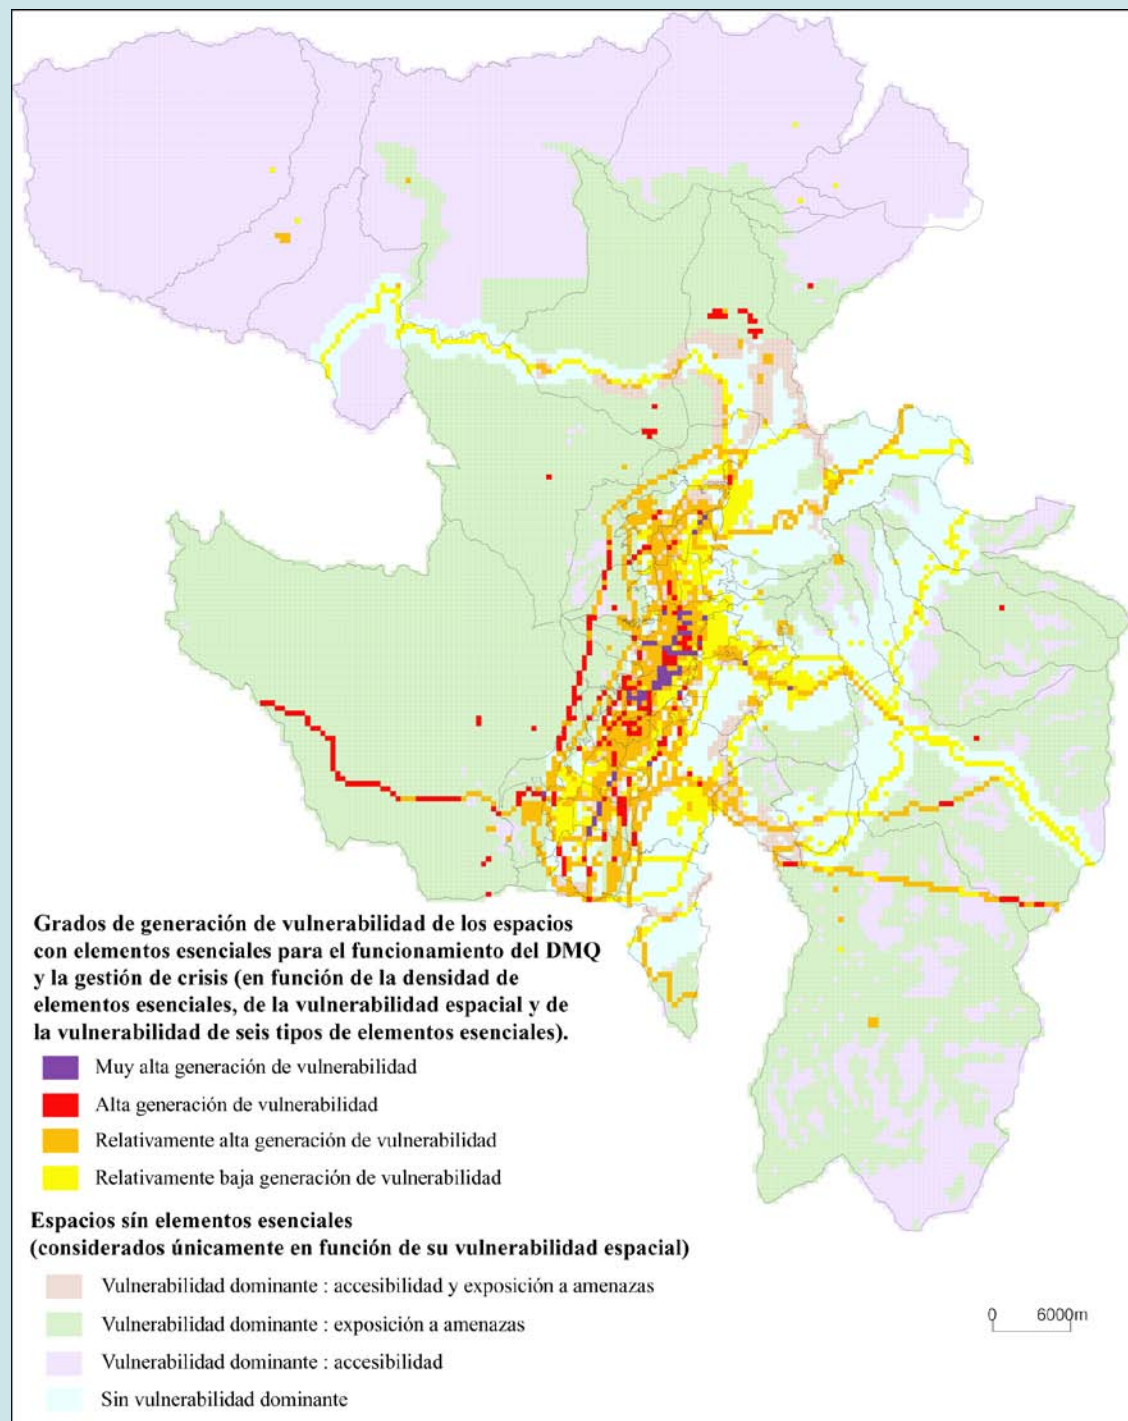 Grados de generación de vulnerabilidad de los espacios
con elementos esenciales para el funcionamiento del DMQ
y la gestión de crisis (en función de la densidad de
elementos esenciales, de la vulnerabilidad espacial y de
la vulnerabilidad de seis tipos de elementos esenciales).
Muy alta generación de vulnerabilidad
Alta generación de vulnerabilidad
Relativamente alta generación de vulnerabilidad
Relativamente baja generación de vulnerabilidad
Espacios sín elementos esenciales
(considerados únicamente en función de su vulnerabilidad espacial)
Vulnerabilidad dominante : accesibilidad y exposición a amenazas
Vulnerabilidad dominante : exposición a amenazas
Vulnerabilidad dominante : accesibilidad
Sin vulnerabilidad dominante
0 6000m